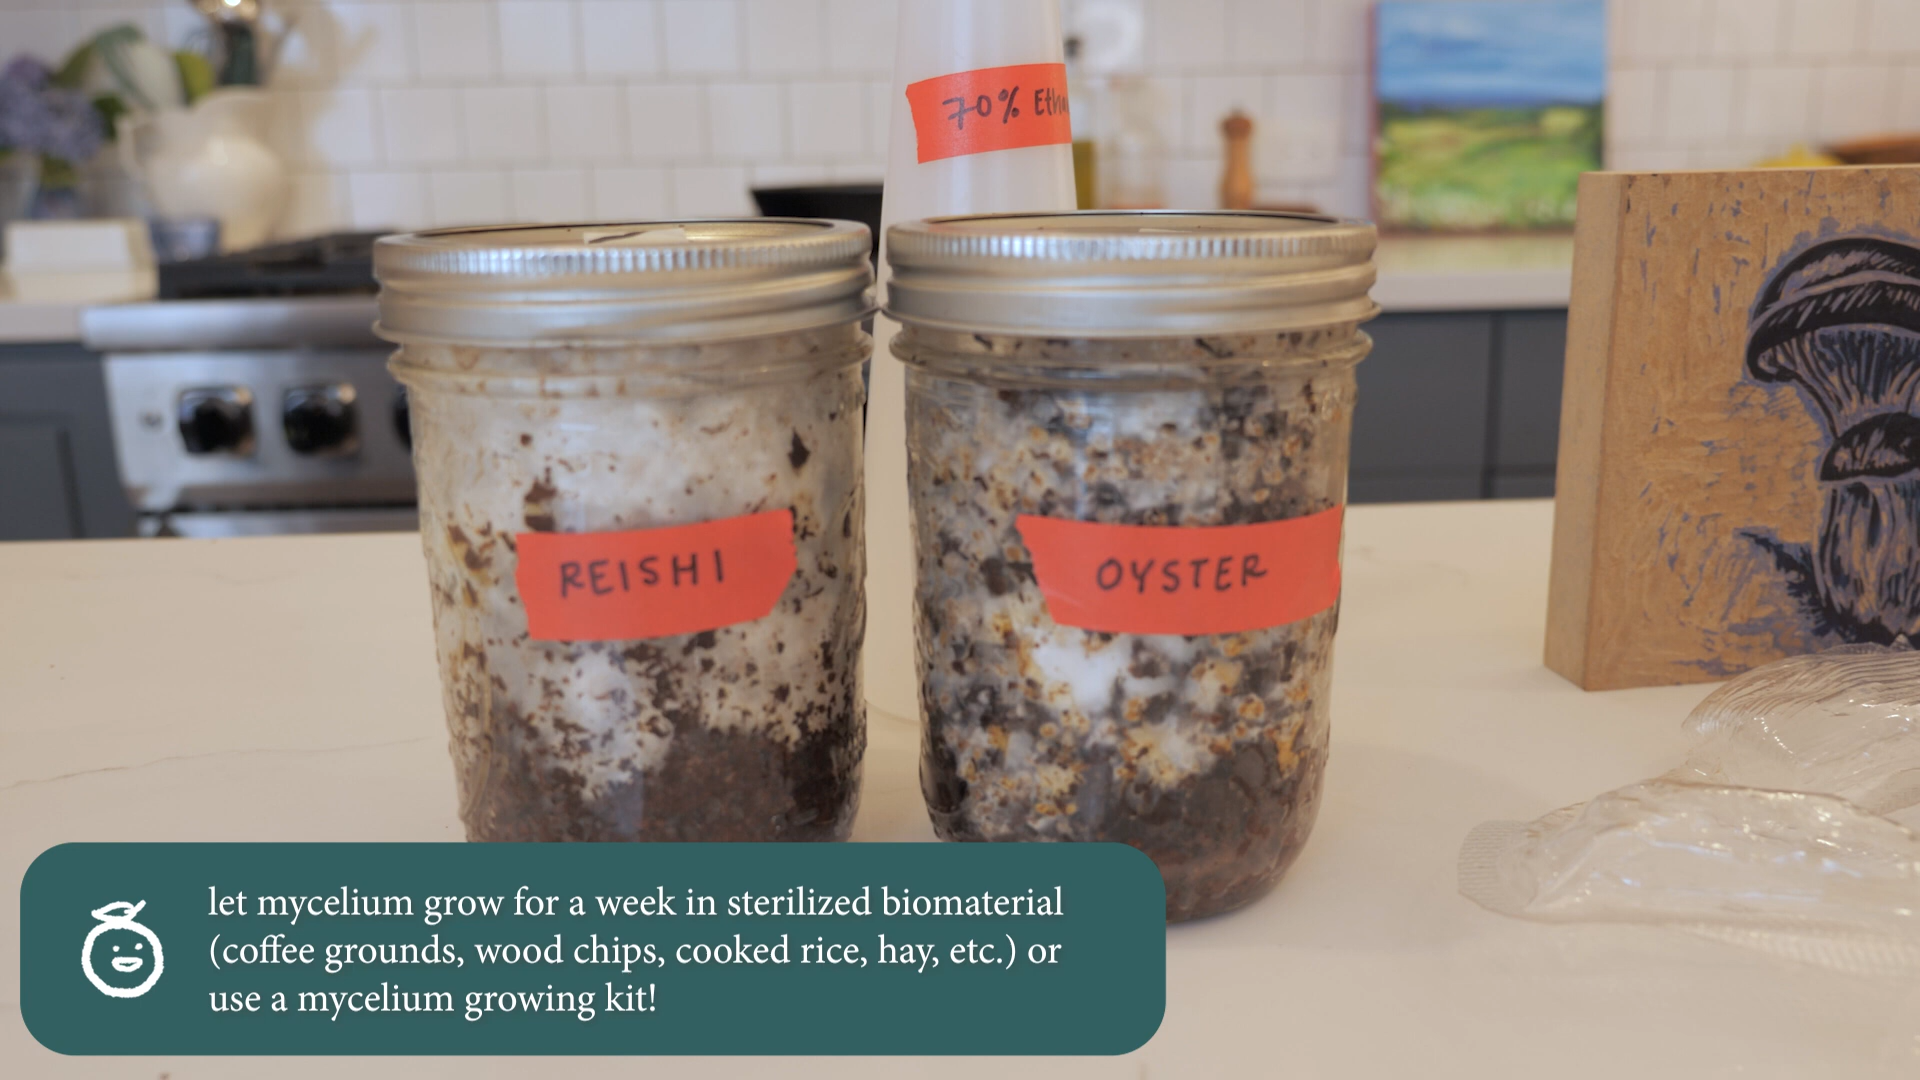 70%
REISHI
OYSTER
let mycelium grow for a week in sterilized biomaterial
(coffee grounds, wood chips, cooked rice, hay, etc.) or
use a mycelium growing kit!